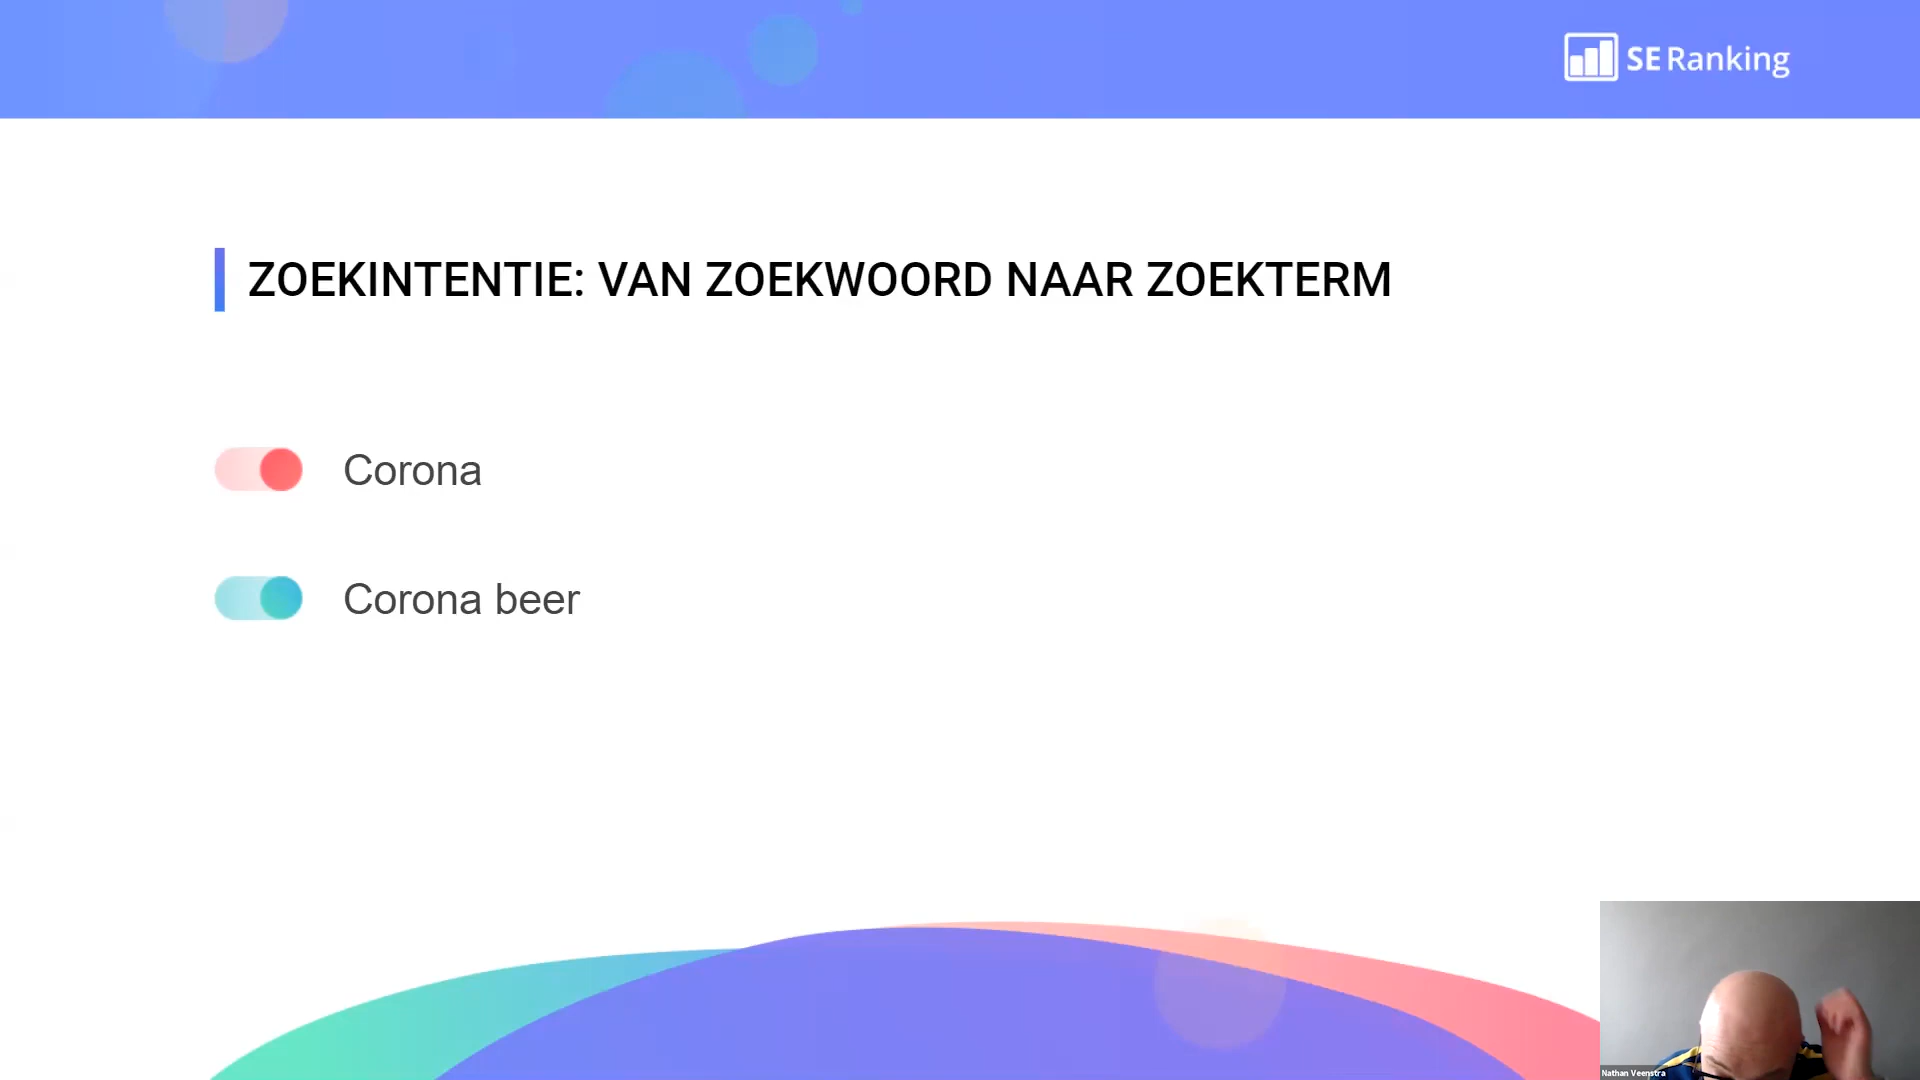 SE Ranking
ZOEKINTENTIE: VAN ZOEKWOORD NAAR ZOEKTERM
Corona
Corona beer
Nathan Veenstra